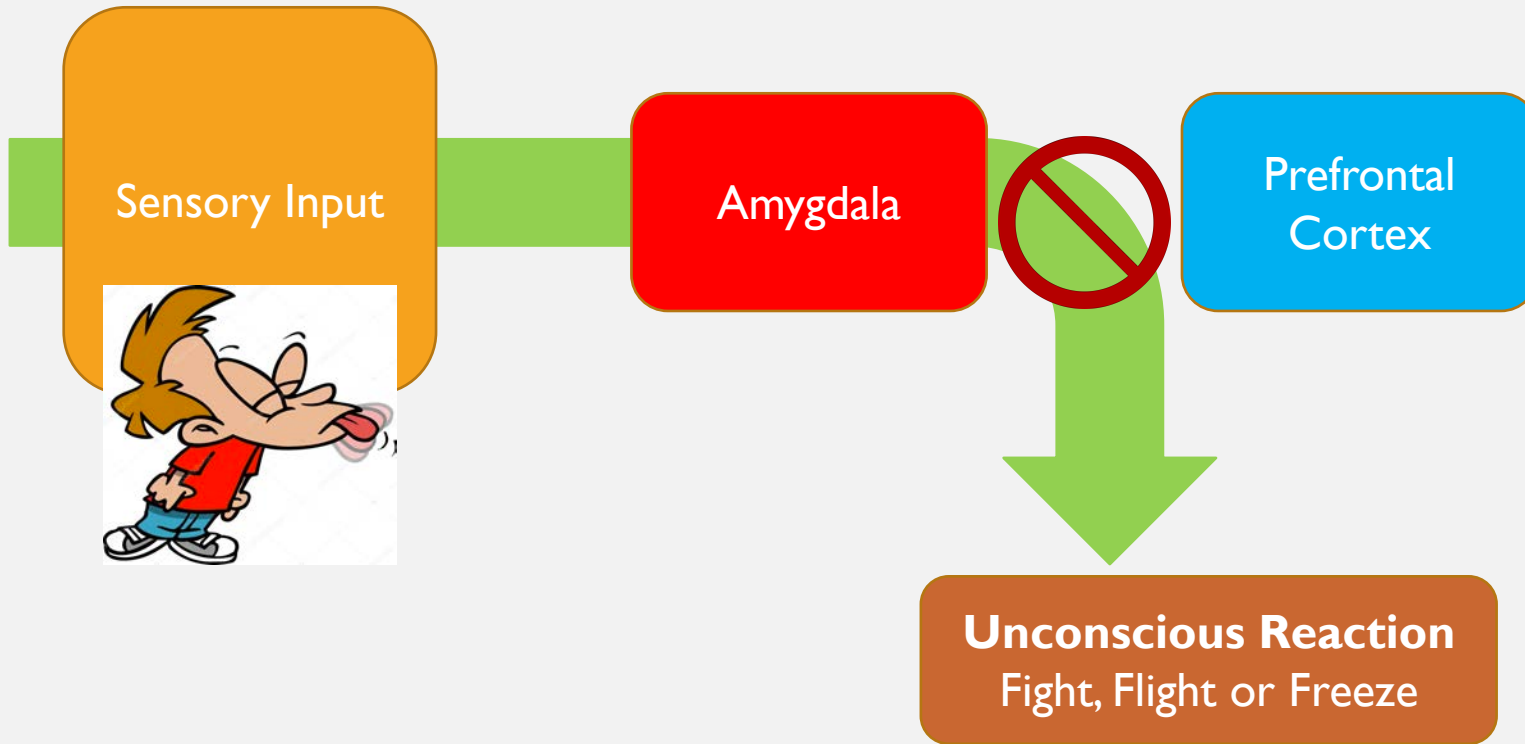 Sensory Input
Amygdala
Prefrontal
Cortex
Unconscious Reaction
Fight, Flight or Freeze